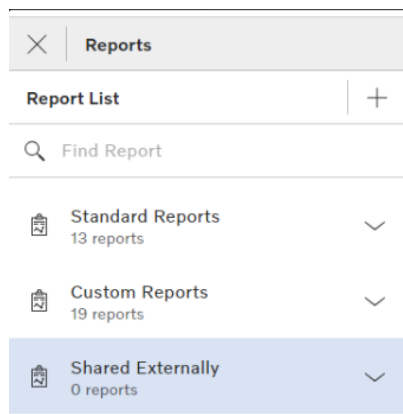 Reports
Report List
Find Report
Standard Reports
13 reports
Custom Reports
19 reports
Shared Externally
0 reports